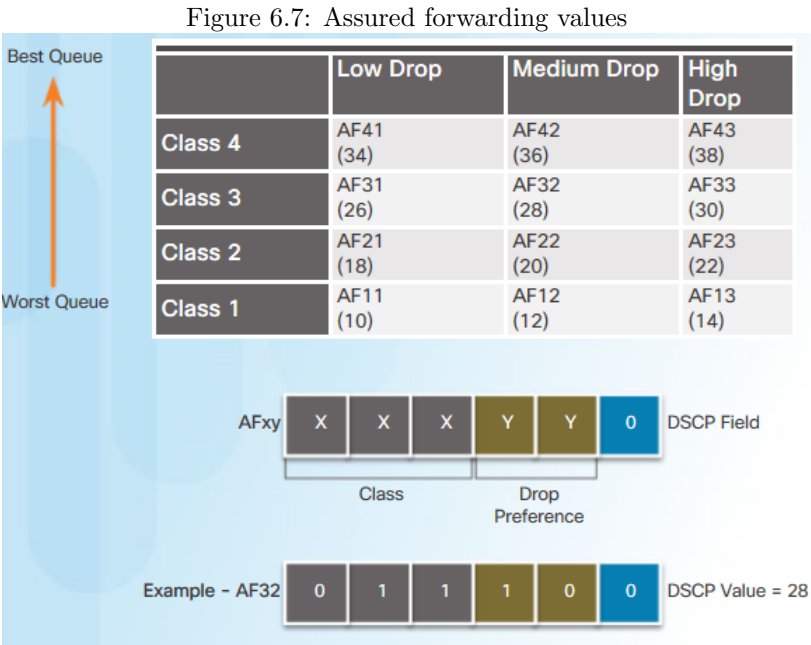 Figure 6.7: Assured forwarding values
Best Queue
Worst Queue
Low Drop Medium Drop High
Drop
Class 4 AF41 AF42 AF43
(34) (36) (38)
Class 3 AF31 AF32 AF33
(26) (28) (30)
Class 2 AF21 AF22 AF23
(18) (20) (22)
Class 1 AF11 AF12 AF13
(10) (12) (14)
AFxy X X X Y Y 0 DSCP Field
Class Drop
Preference
Example - AF32 0 1 1 1 0 0 DSCP Value = 28